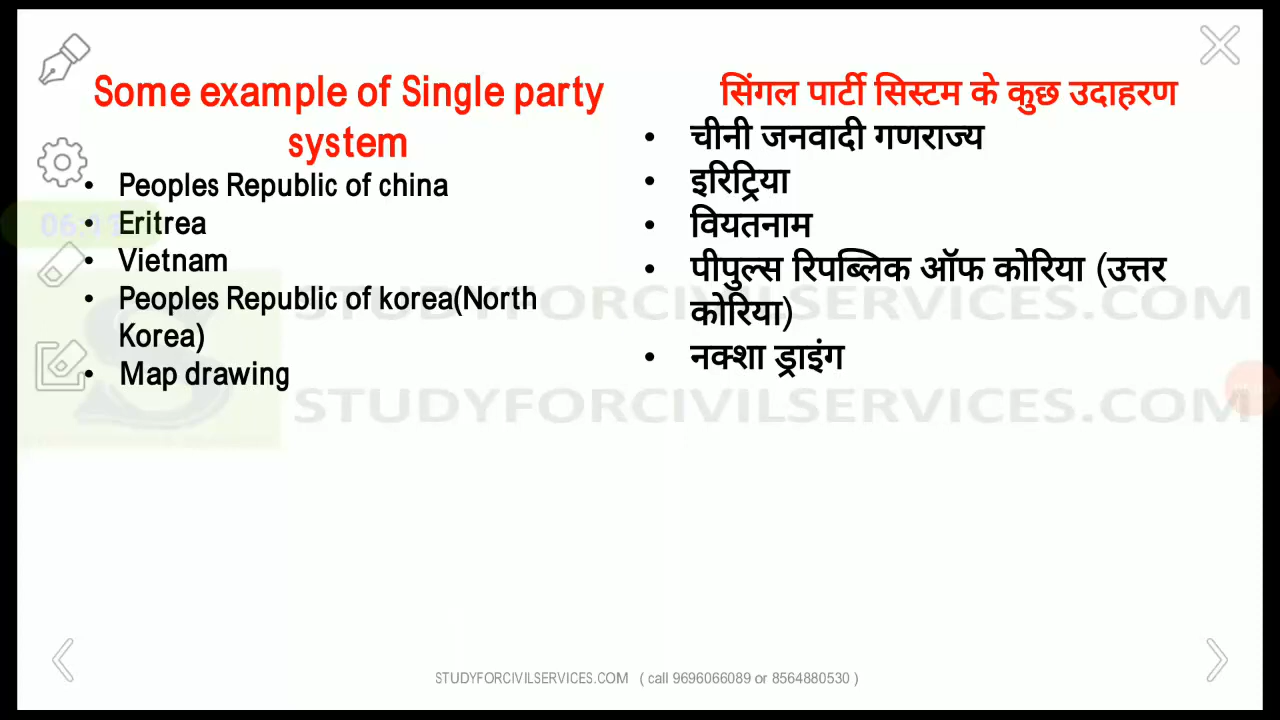 Some example of Single party
system
• Peoples Republic of china
• Eritrea
• Vietnam
• Peoples Republic of korea(North
Korea)
• Map drawing
सिंगल पार्टी सिस्टम के कुछ उदाहरण
• चीनी जनवादी गणराज्य
• इरिट्रिया
• वियतनाम
• पीपुल्स रिपब्लिक ऑफ कोरिया (उत्तर
कोरिया)
• नक्शा ड्राइंग
STUDYFORCIVILSERVICES.COM
STUDYFORCIVILSERVICES.COM
STUDYFORCIVILSERVICES.COM ( call 9696066089 or 8564880530 )